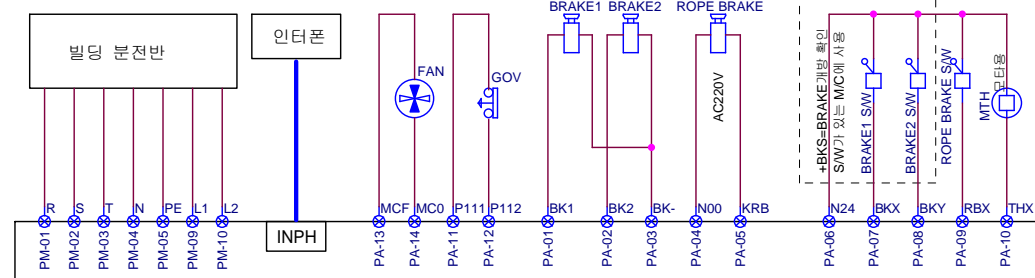 BRAKE1 BRAKE2 ROPE BRAKE
빌딩 분전반
인터폰
FAN
GOV
AC220V
+BKS=BRAKE개방 확인
S/W가 있는 M/C에 사용
BRAKE1 S/W
BRAKE2 S/W
ROPE BRAKE S/W
MTH
모타용
R S T N PE L1 L2
MCF MC0 P111 P112
BK1 BK2 BK-
N00 KRB
N24 BKX BKY RBX THX
INPH
PM-01
PM-02
PM-03
PM-04
PM-05
PM-09
PM-10
PA-13
PA-14
PA-11
PA-12
PA-01
PA-02
PA-03
PA-04
PA-05
PA-06
PA-07
PA-08
PA-09
PA-10